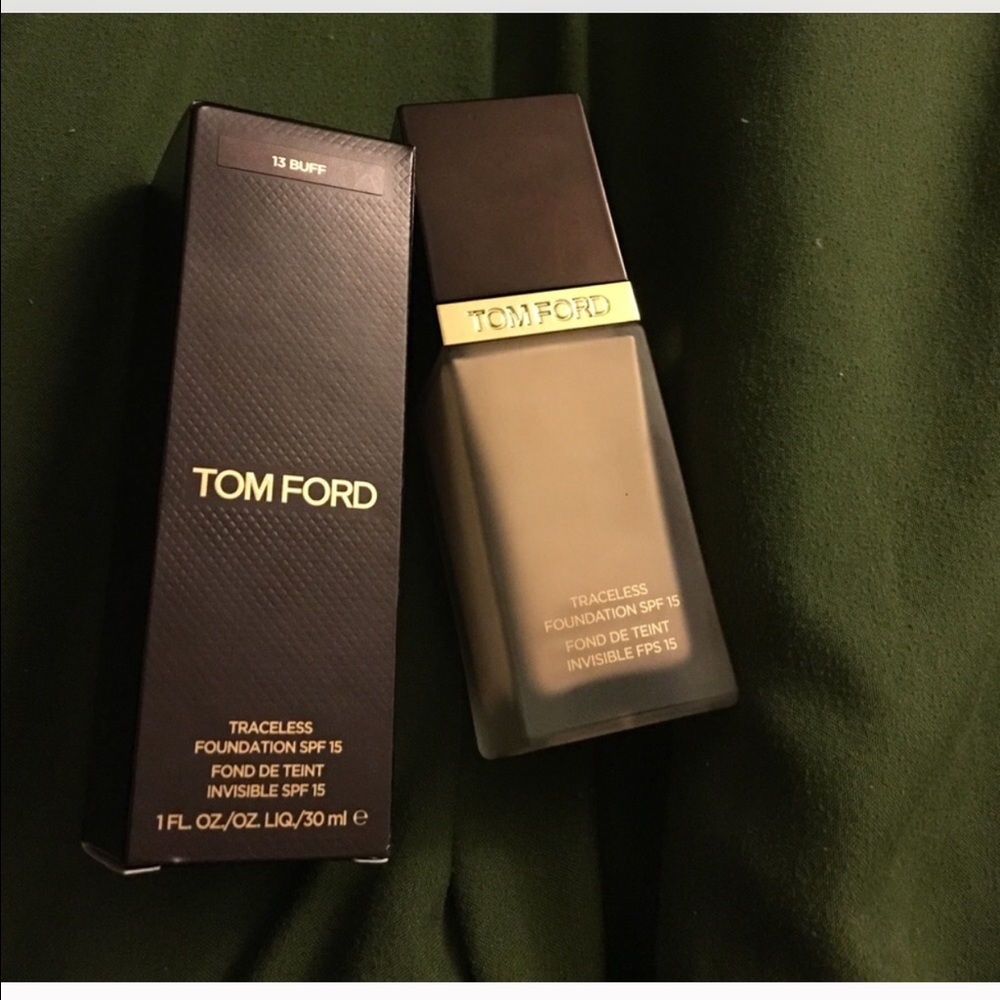 13 BUFF
TOM FORD
TRACELESS
FOUNDATION SPF 15
FOND DE TEINT
INVISIBLE SPF 15
1 FL. OZ./OZ. LIQ./30 ml e
TOM FORD
TRACELESS
FOUNDATION SPF 15
FOND DE TEINT
INVISIBLE FPS 15